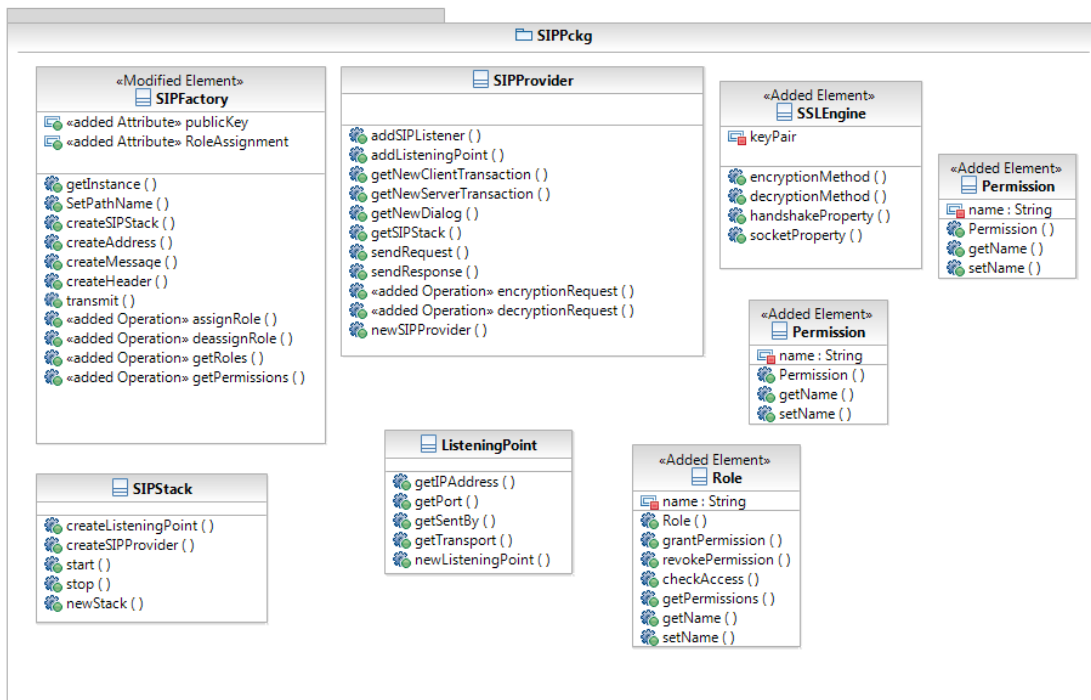 SIPPckg
«Modified Element»
SIPFactory
«added Attribute» publicKey
«added Attribute» RoleAssignment
getInstance ( )
SetPathName ( )
createSIPStack ( )
createAddress ( )
createMessage ( )
createHeader ( )
transmit ( )
«added Operation» assignRole ( )
«added Operation» deassignRole ( )
«added Operation» getRoles ( )
«added Operation» getPermissions ( )
SIPProvider
addSIPListener ( )
addListeningPoint ( )
getNewClientTransaction ( )
getNewServerTransaction ( )
getNewDialog ( )
getSIPStack ( )
sendRequest ( )
sendResponse ( )
«added Operation» encryptionRequest ( )
«added Operation» decryptionRequest ( )
newSIPProvider ( )
«Added Element»
SSLEngine
keyPair
encryptionMethod ( )
decryptionMethod ( )
handshakeProperty ( )
socketProperty ( )
«Added Element»
Permission
name : String
Permission ( )
getName ( )
setName ( )
«Added Element»
Permission
name : String
Permission ( )
getName ( )
setName ( )
SIPStack
createListeningPoint ( )
createSIPProvider ( )
start ( )
stop ( )
newStack ( )
ListeningPoint
getIPAddress ( )
getPort ( )
getSentBy ( )
getTransport ( )
newListeningPoint ( )
«Added Element»
Role
name : String
Role ( )
grantPermission ( )
revokePermission ( )
checkAccess ( )
getPermissions ( )
getName ( )
setName ( )